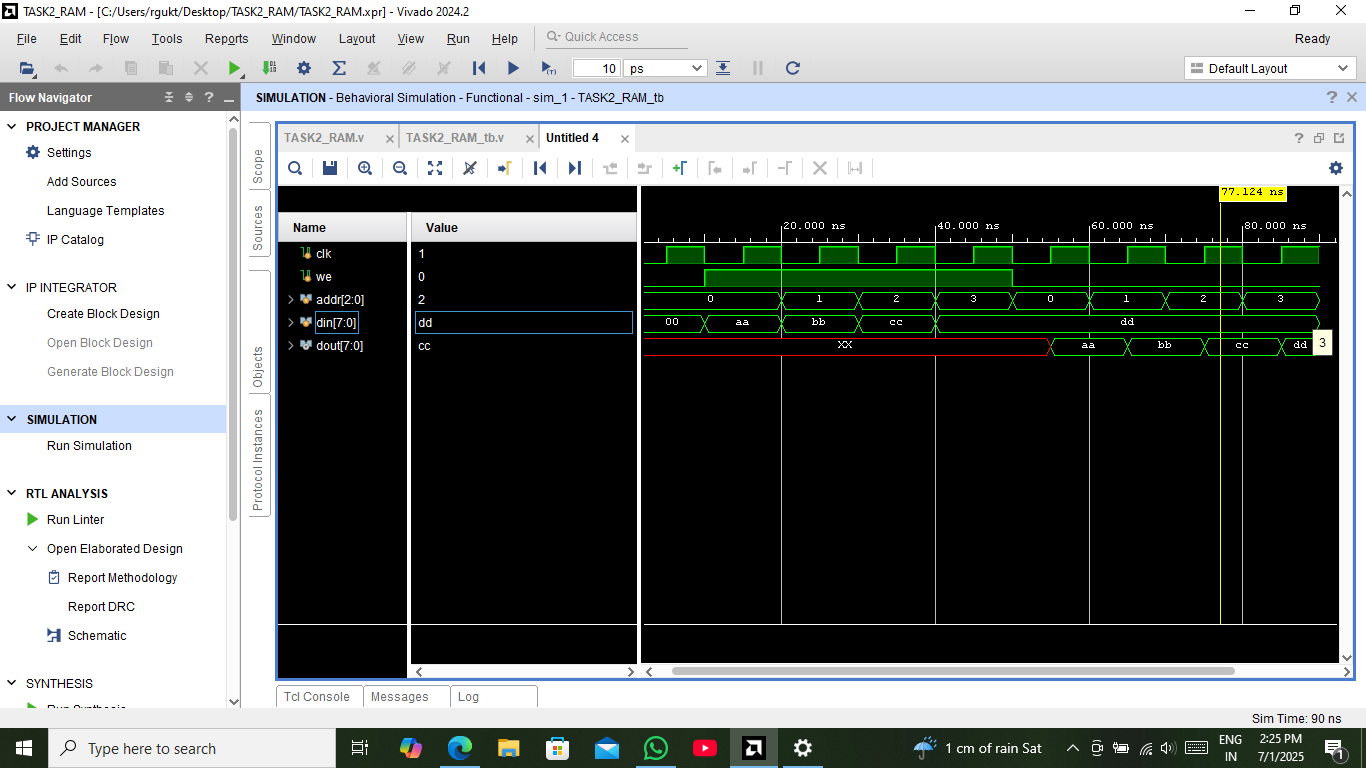 TASK2_RAM - [C:/Users/rgukt/Desktop/TASK2_RAM/TASK2_RAM.xpr] - Vivado 2024.2
File Edit Flow Tools Reports Window Layout View Run Help Quick Access Ready
10 ps Default Layout
Flow Navigator
SIMULATION - Behavioral Simulation - Functional - sim_1 - TASK2_RAM_tb
PROJECT MANAGER
Settings
Add Sources
Language Templates
IP Catalog
IP INTEGRATOR
Create Block Design
Open Block Design
Generate Block Design
SIMULATION
Run Simulation
RTL ANALYSIS
Run Linter
Open Elaborated Design
Report Methodology
Report DRC
Schematic
SYNTHESIS
Scope
Sources
Objects
Protocol Instances
TASK2_RAM.v TASK2_RAM_tb.v Untitled 4
77.124 ns
Name Value 20.000 ns 40.000 ns 60.000 ns 80.000 ns
clk 1
we 0
addr[2:0] 2 0 1 2 3 0 1 2 3
din[7:0] dd 00 aa bb cc dd
dout[7:0] cc XX aa bb cc dd 3
Tcl Console Messages Log
Sim Time: 90 ns
Type here to search
1 cm of rain Sat
ENG
IN
2:25 PM
7/1/2025
1